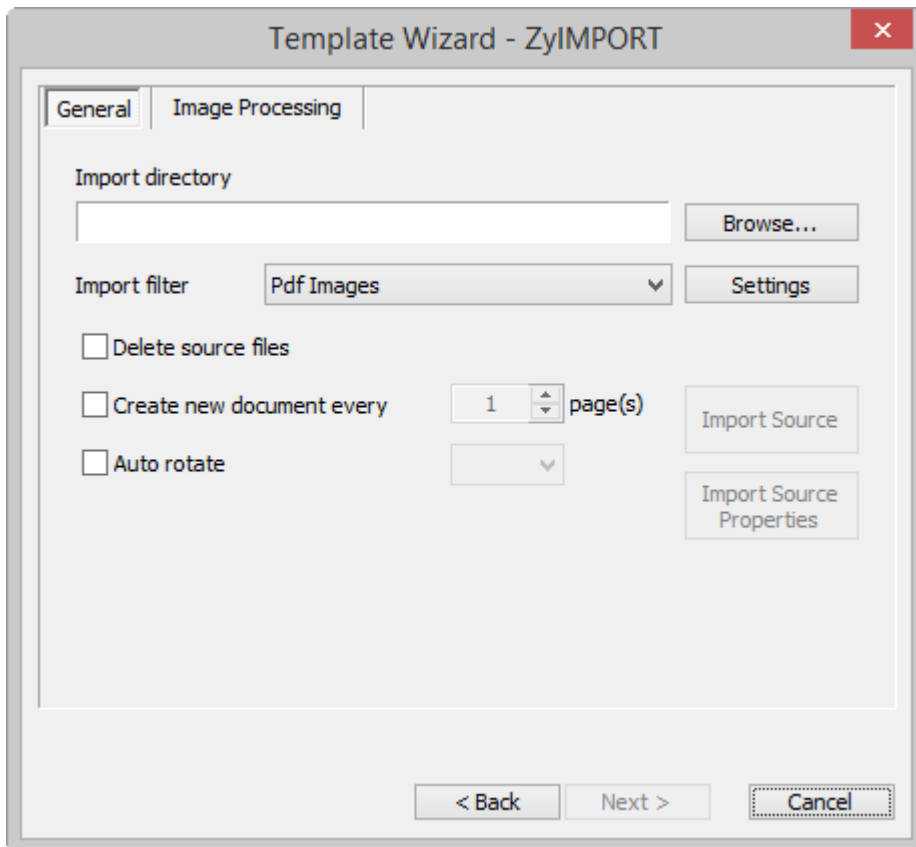 Template Wizard - ZyIMPORT
General Image Processing
Import directory
Browse...
Import filter Pdf Images Settings
Delete source files
Create new document every 1 page(s)
Import Source
Auto rotate
Import Source
Properties
< Back Next > Cancel